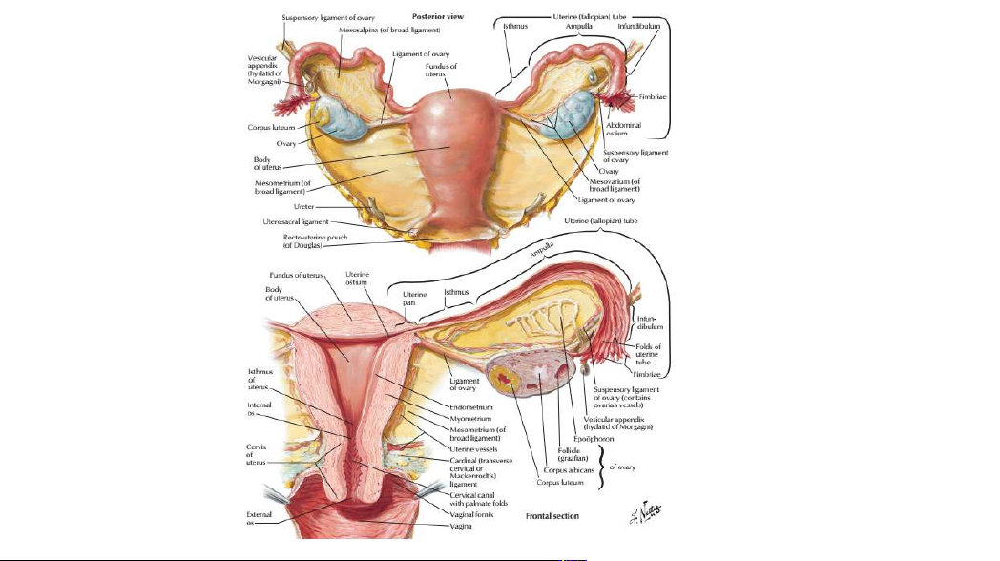 Posterior view
Suspensory ligament of ovary
Mesosalpinx (of broad ligament)
Ligament of ovary
Fundus of
uterus
Uterine (fallopian) tube
Isthmus
Ampulla
Infundibulum
Vesicular
appendix
(hydatid of
Morgagni)
Corpus luteum
Ovary
Body
of uterus
Mesometrium (of
broad ligament)
Ureter
Uterosacral ligament
Recto-uterine pouch
(of Douglas)
Fimbriae
Abdominal
ostium
Suspensory ligament
of ovary
Ovary
Mesovarium (of
broad ligament)
Ligament of ovary
Uterine (fallopian) tube
Ampulla
Fundus of uterus
Uterine
ostium
Body
of uterus
Uterine
part
Isthmus
Infun-
dibulum
Folds of
uterine
tube
Fimbriae
Isthmus
of
uterus
Internal
os
Cervix
of
uterus
External
os
Ligament
of ovary
Endometrium
Myometrium
Mesometrium (of
broad ligament)
Uterine vessels
Cardinal (transverse
cervical or
Mackenrodt's)
ligament
Cervical canal
with palmate folds
Vaginal fornix
Vagina
Suspensory ligament
of ovary (contains
ovarian vessels)
Vesicular appendix
(hydatid of Morgagni)
Epoöphoron
Follicle
(graafian)
Corpus albicans
Corpus luteum
of ovary
Frontal section
F. Netter
M.D.